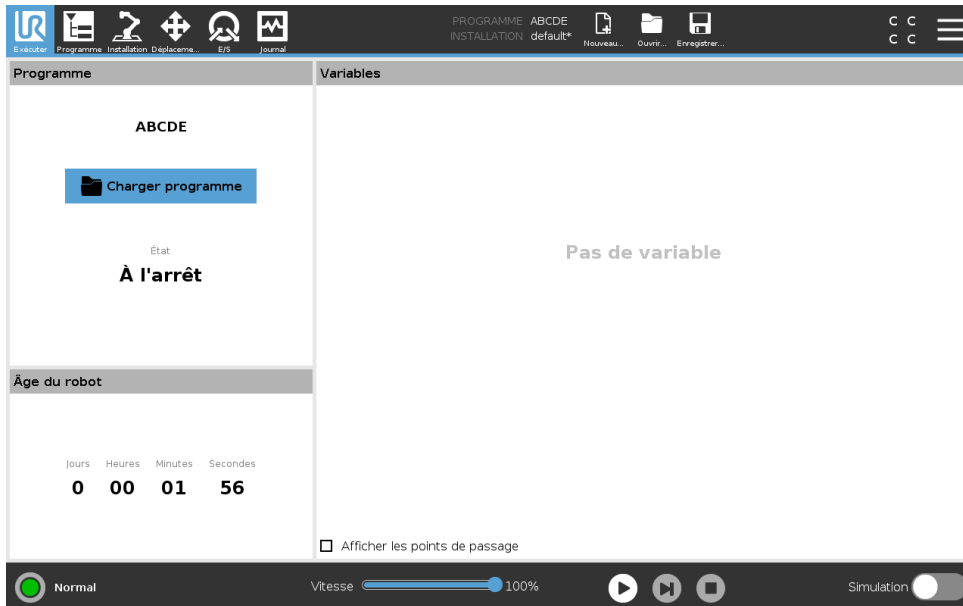 UR
Exécuter
Programme
Installation
Déplaceme...
E/S
Journal
PROGRAMME ABCDE
INSTALLATION default*
Nouveau...
Ouvrir...
Enregistrer...
C C
C C
Programme
ABCDE
Charger programme
État
À l'arrêt
Âge du robot
Jours Heures Minutes Secondes
0 00 01 56
Variables
Pas de variable
Afficher les points de passage
Normal
Vitesse 100%
Simulation